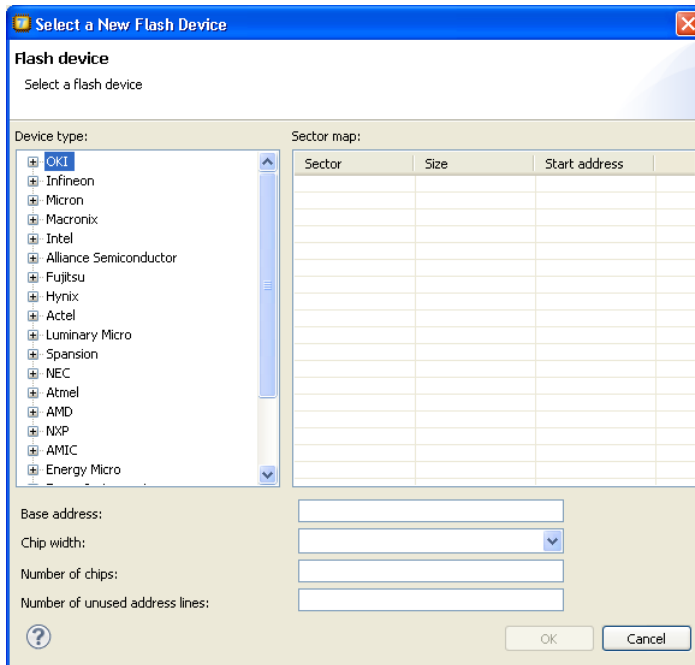 Select a New Flash Device
Flash device
Select a flash device
Device type:
Sector map:
OKI
Infineon
Micron
Macronix
Intel
Alliance Semiconductor
Fujitsu
Hynix
Actel
Luminary Micro
Spansion
NEC
Atmel
AMD
NXP
AMIC
Energy Micro
Sector Size Start address
Base address:
Chip width:
Number of chips:
Number of unused address lines:
?
OK Cancel